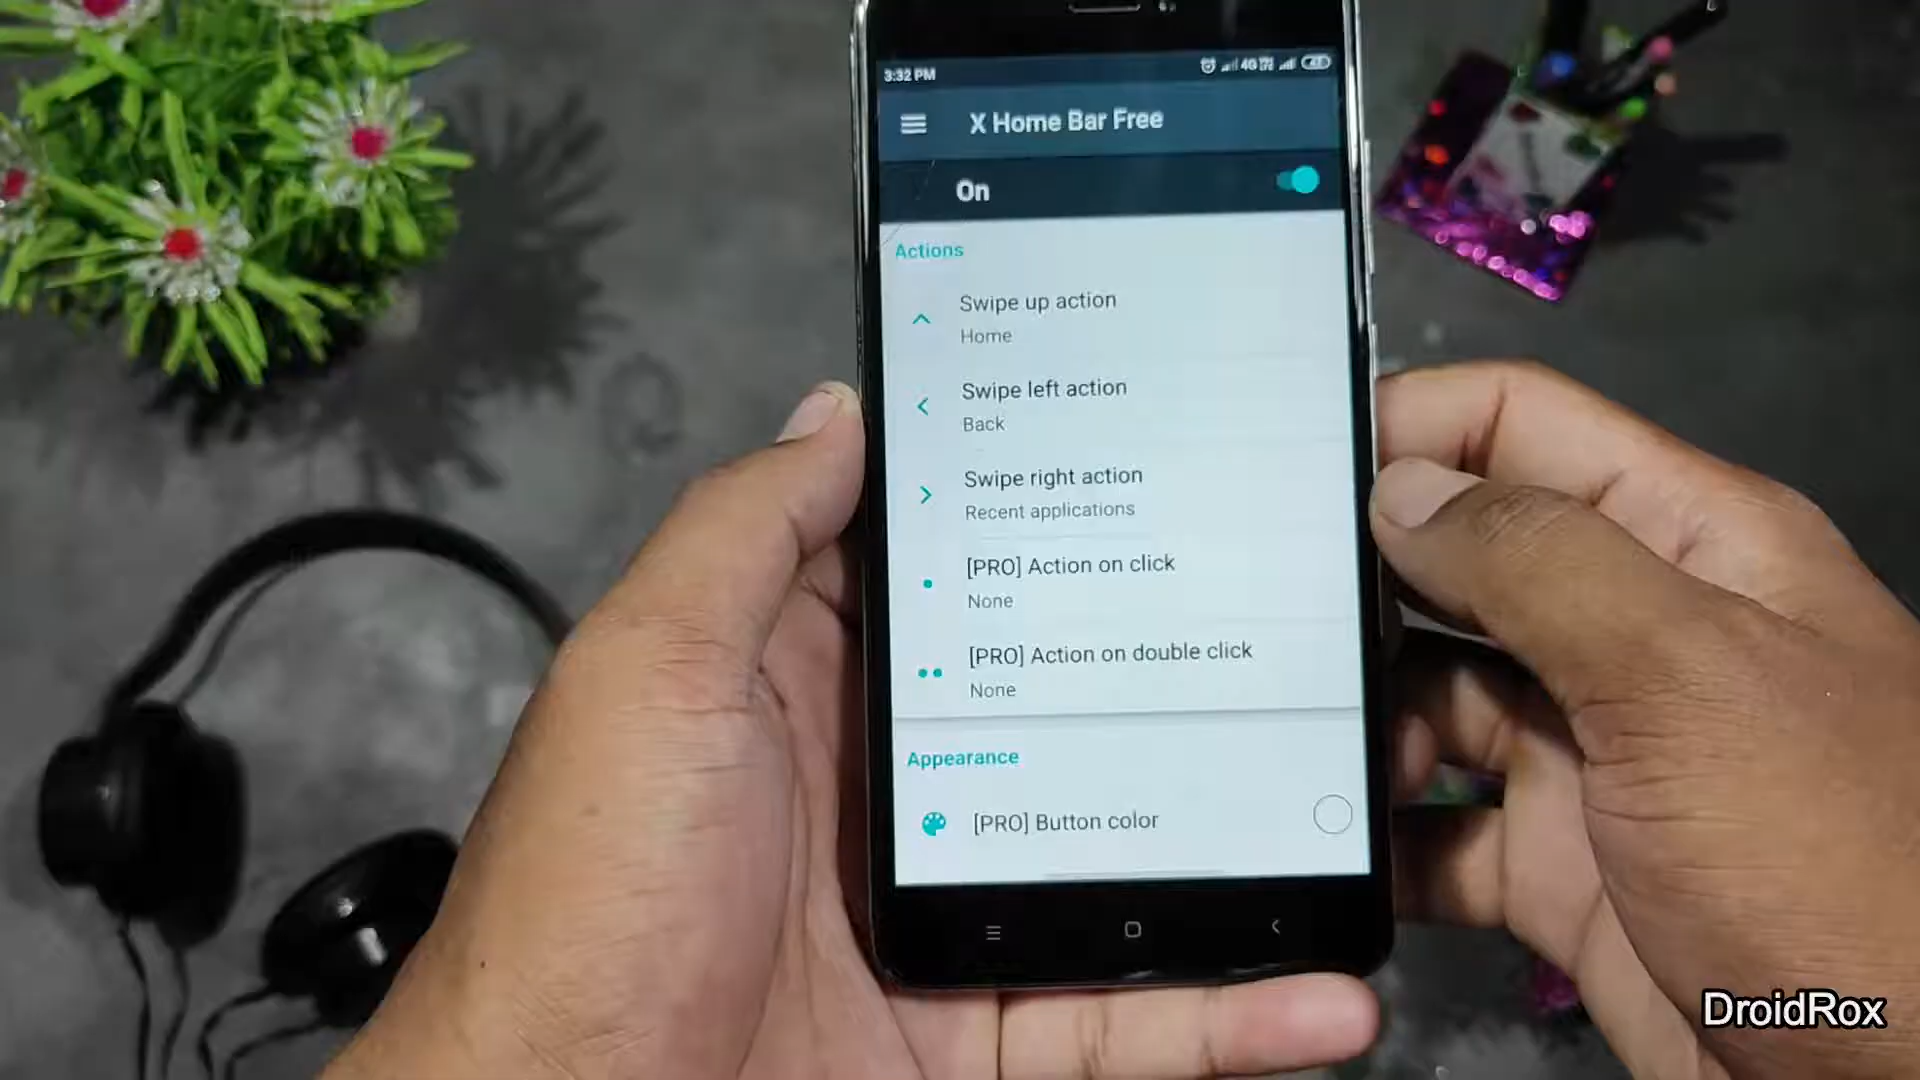 3:32 PM
4G
X Home Bar Free
On
Actions
Swipe up action
Home
Swipe left action
Back
Swipe right action
Recent applications
[PRO] Action on click
None
[PRO] Action on double click
None
Appearance
[PRO] Button color
DroidRox